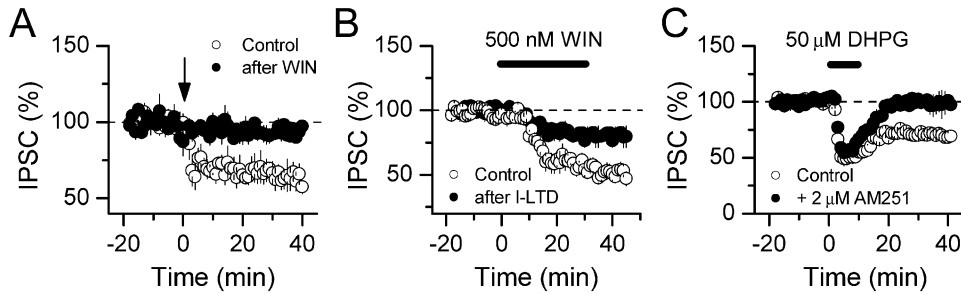 A
150
100
50
IPSC (%)
Control
after WIN
-20 0 20 40
Time (min)
B
500 nM WIN
150
100
50
IPSC (%)
Control
after I-LTD
-20 0 20 40
Time (min)
C
50 μM DHPG
150
100
50
0
IPSC (%)
Control
+ 2 μM AM251
-20 0 20 40
Time (min)